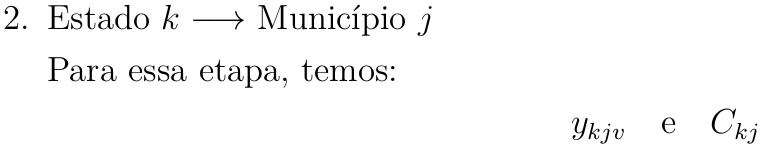 2. Estado k ⟶ Município j
Para essa etapa, temos:
y_{kjv} e C_{kj}